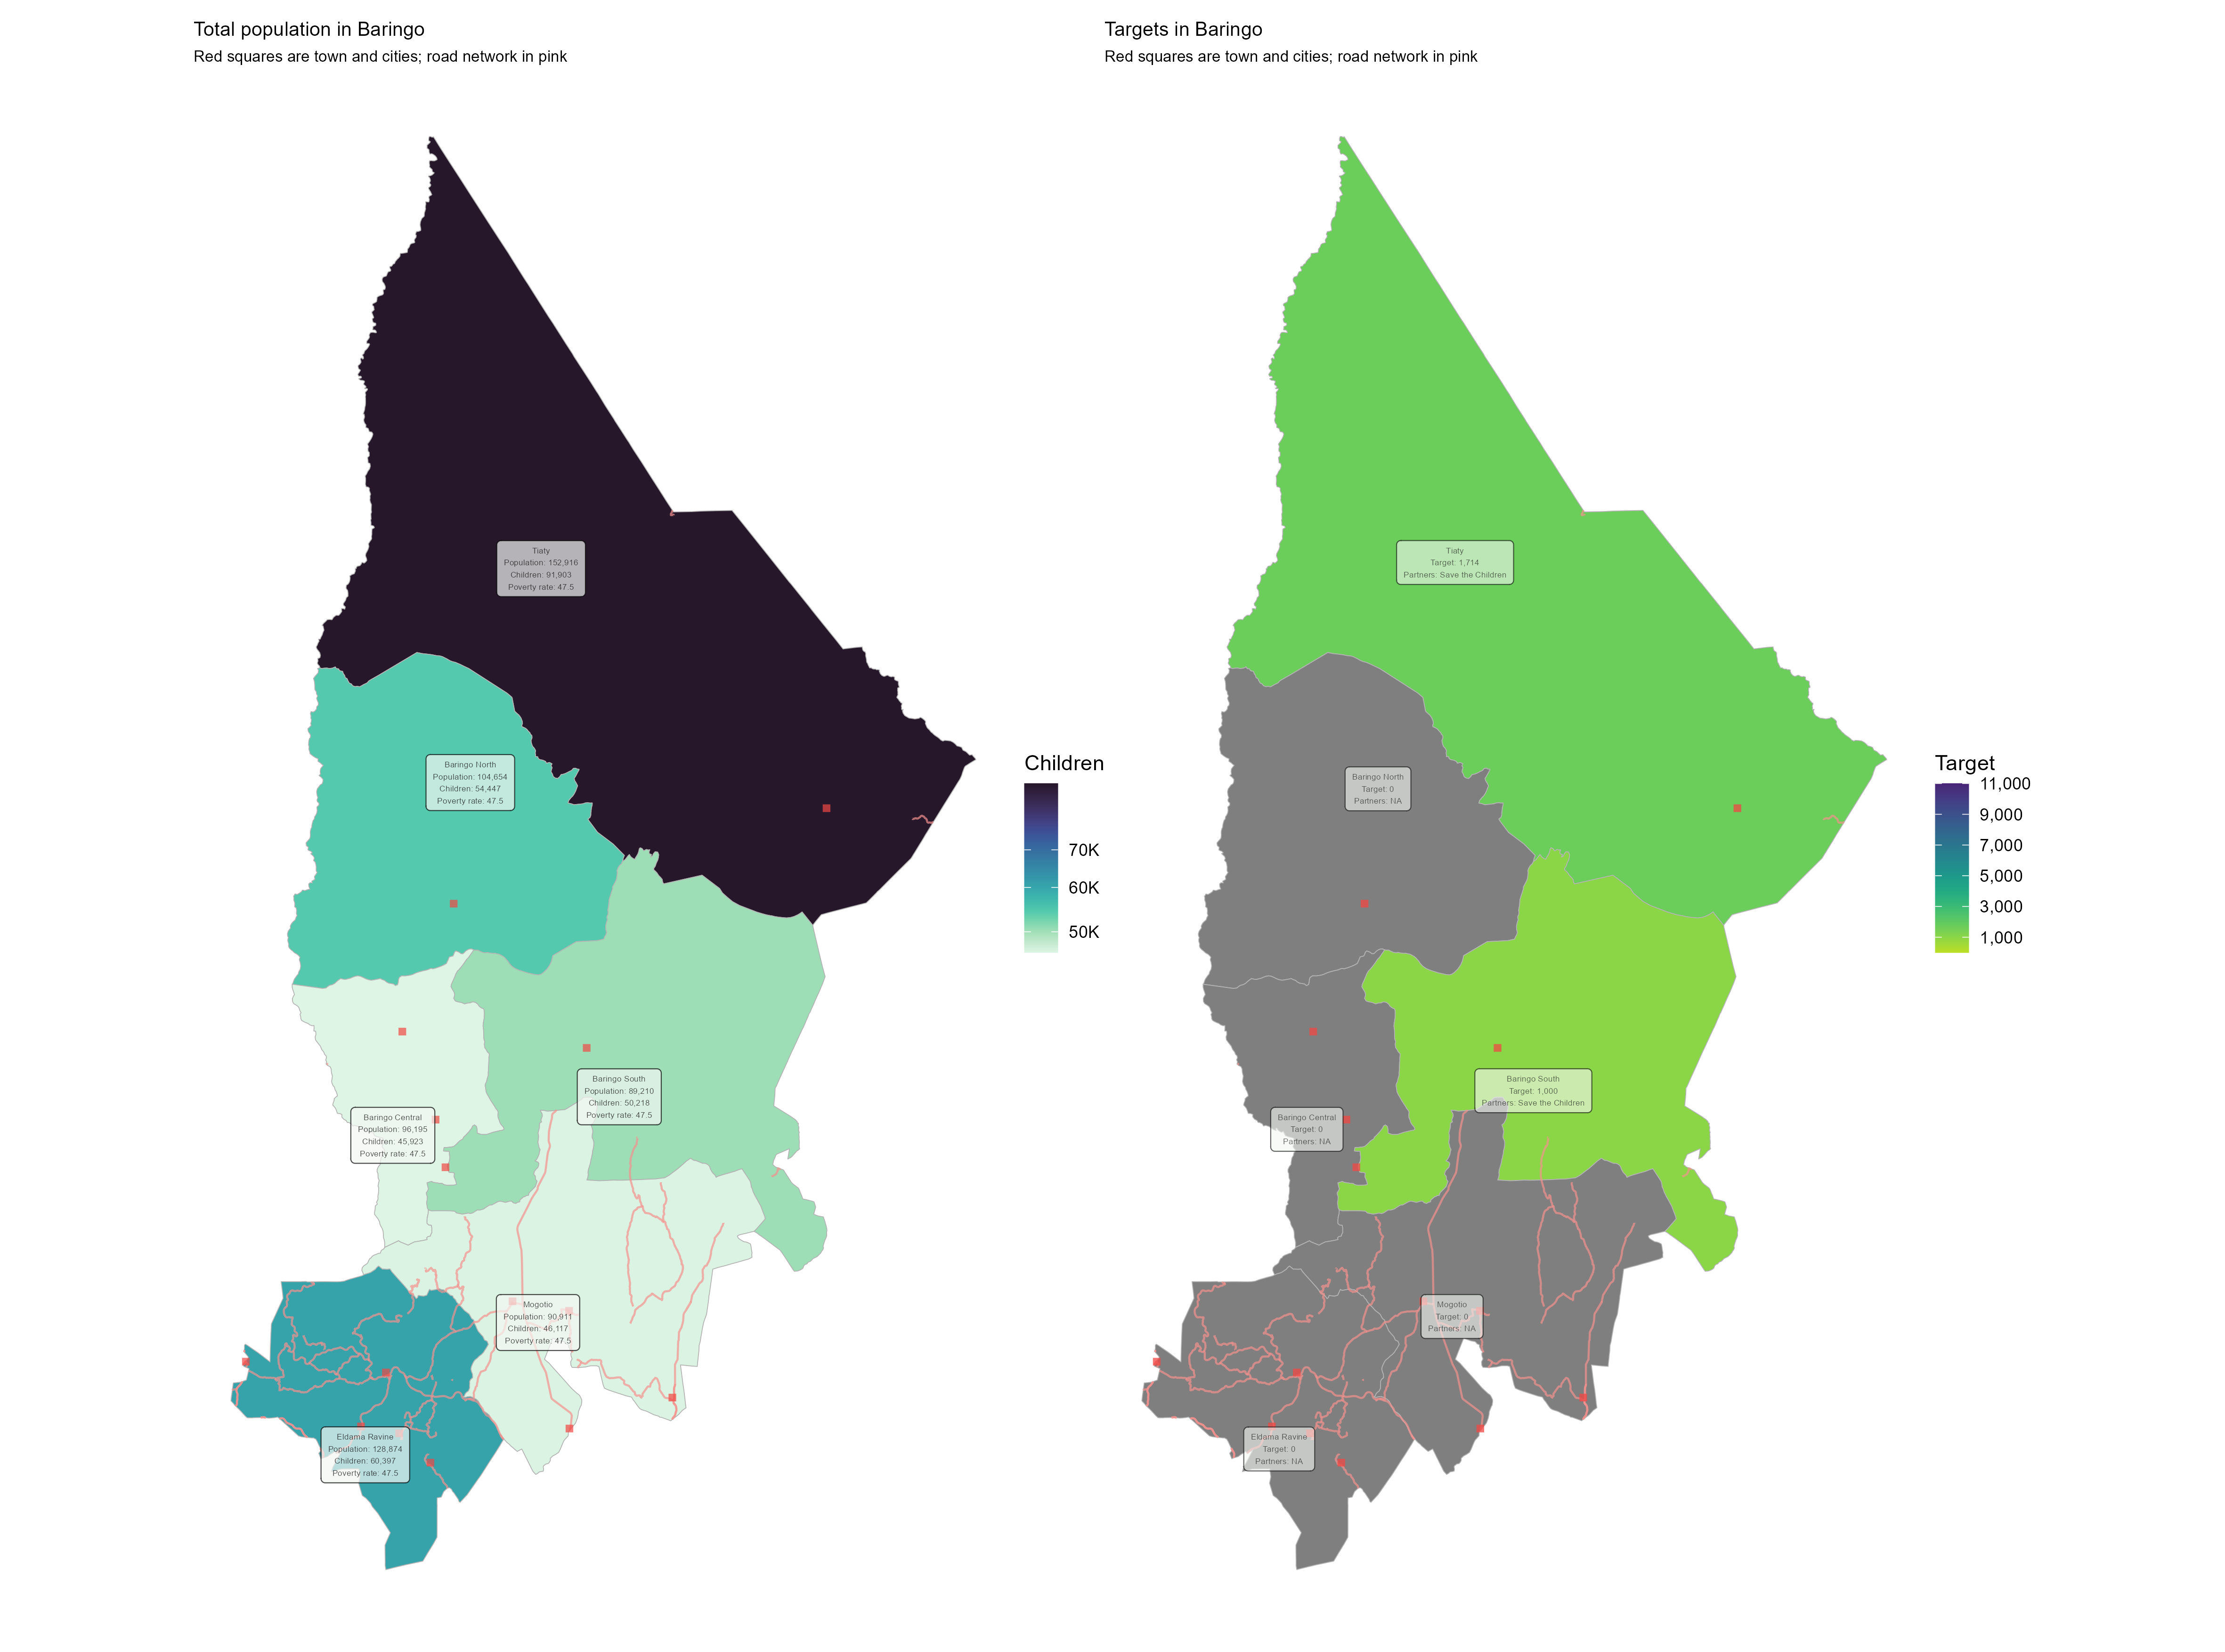 Total population in Baringo
Red squares are town and cities; road network in pink
Tiaty
Population: 152,916
Children: 91,903
Poverty rate: 47.5
Baringo North
Population: 104,654
Children: 54,447
Poverty rate: 47.5
Baringo South
Population: 89,210
Children: 50,218
Poverty rate: 47.5
Baringo Central
Population: 96,195
Children: 45,923
Poverty rate: 47.5
Mogotio
Population: 90,911
Children: 46,117
Poverty rate: 47.5
Eldama Ravine
Population: 128,874
Children: 60,397
Poverty rate: 47.5
Children
70K
60K
50K
Targets in Baringo
Red squares are town and cities; road network in pink
Tiaty
Target: 1,714
Partners: Save the Children
Baringo North
Target: 0
Partners: NA
Baringo South
Target: 1,000
Partners: Save the Children
Baringo Central
Target: 0
Partners: NA
Mogotio
Target: 0
Partners: NA
Eldama Ravine
Target: 0
Partners: NA
Target
11,000
9,000
7,000
5,000
3,000
1,000